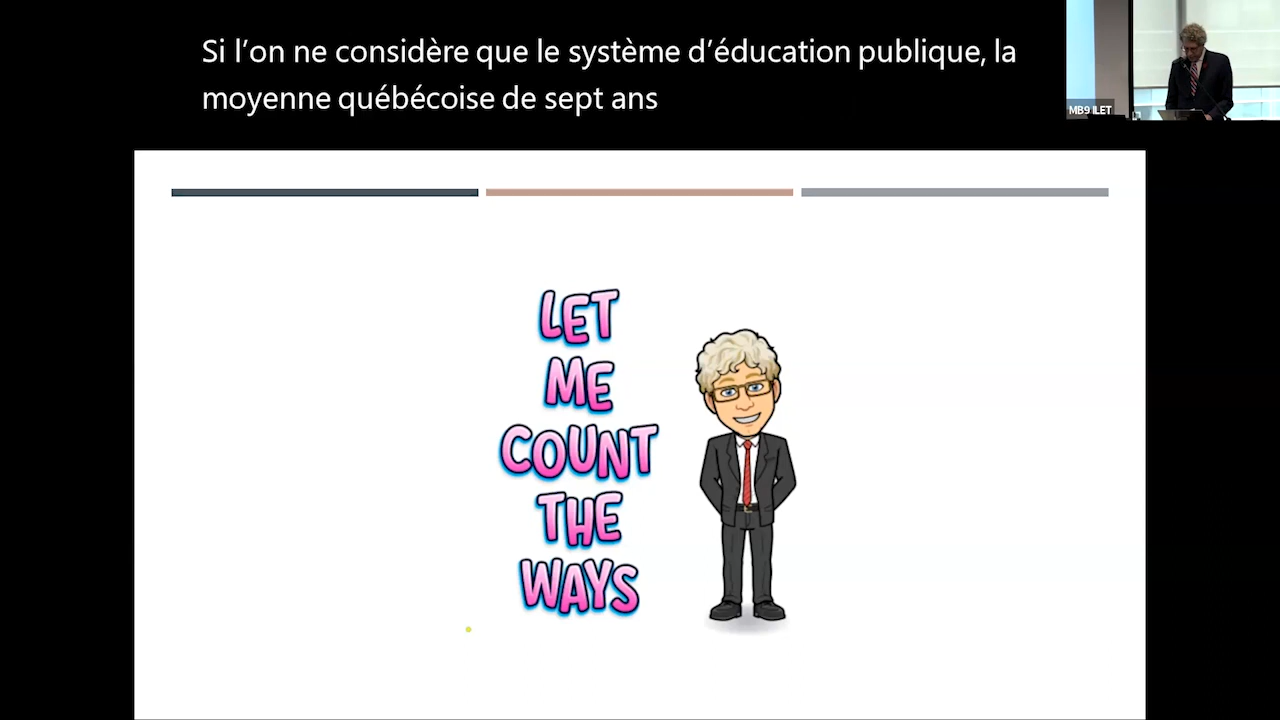 Si l’on ne considère que le système d’éducation publique, la
moyenne québécoise de sept ans
MB9 ILET
LET
ME
COUNT
THE
WAYS